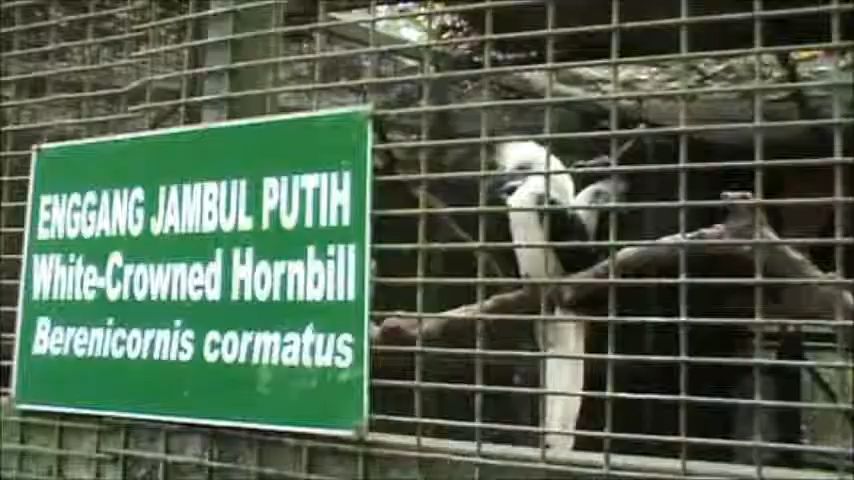 ENGGANG JAMBUL PUTIH
White-Crowned Hornbill
Berenicornis cormatus